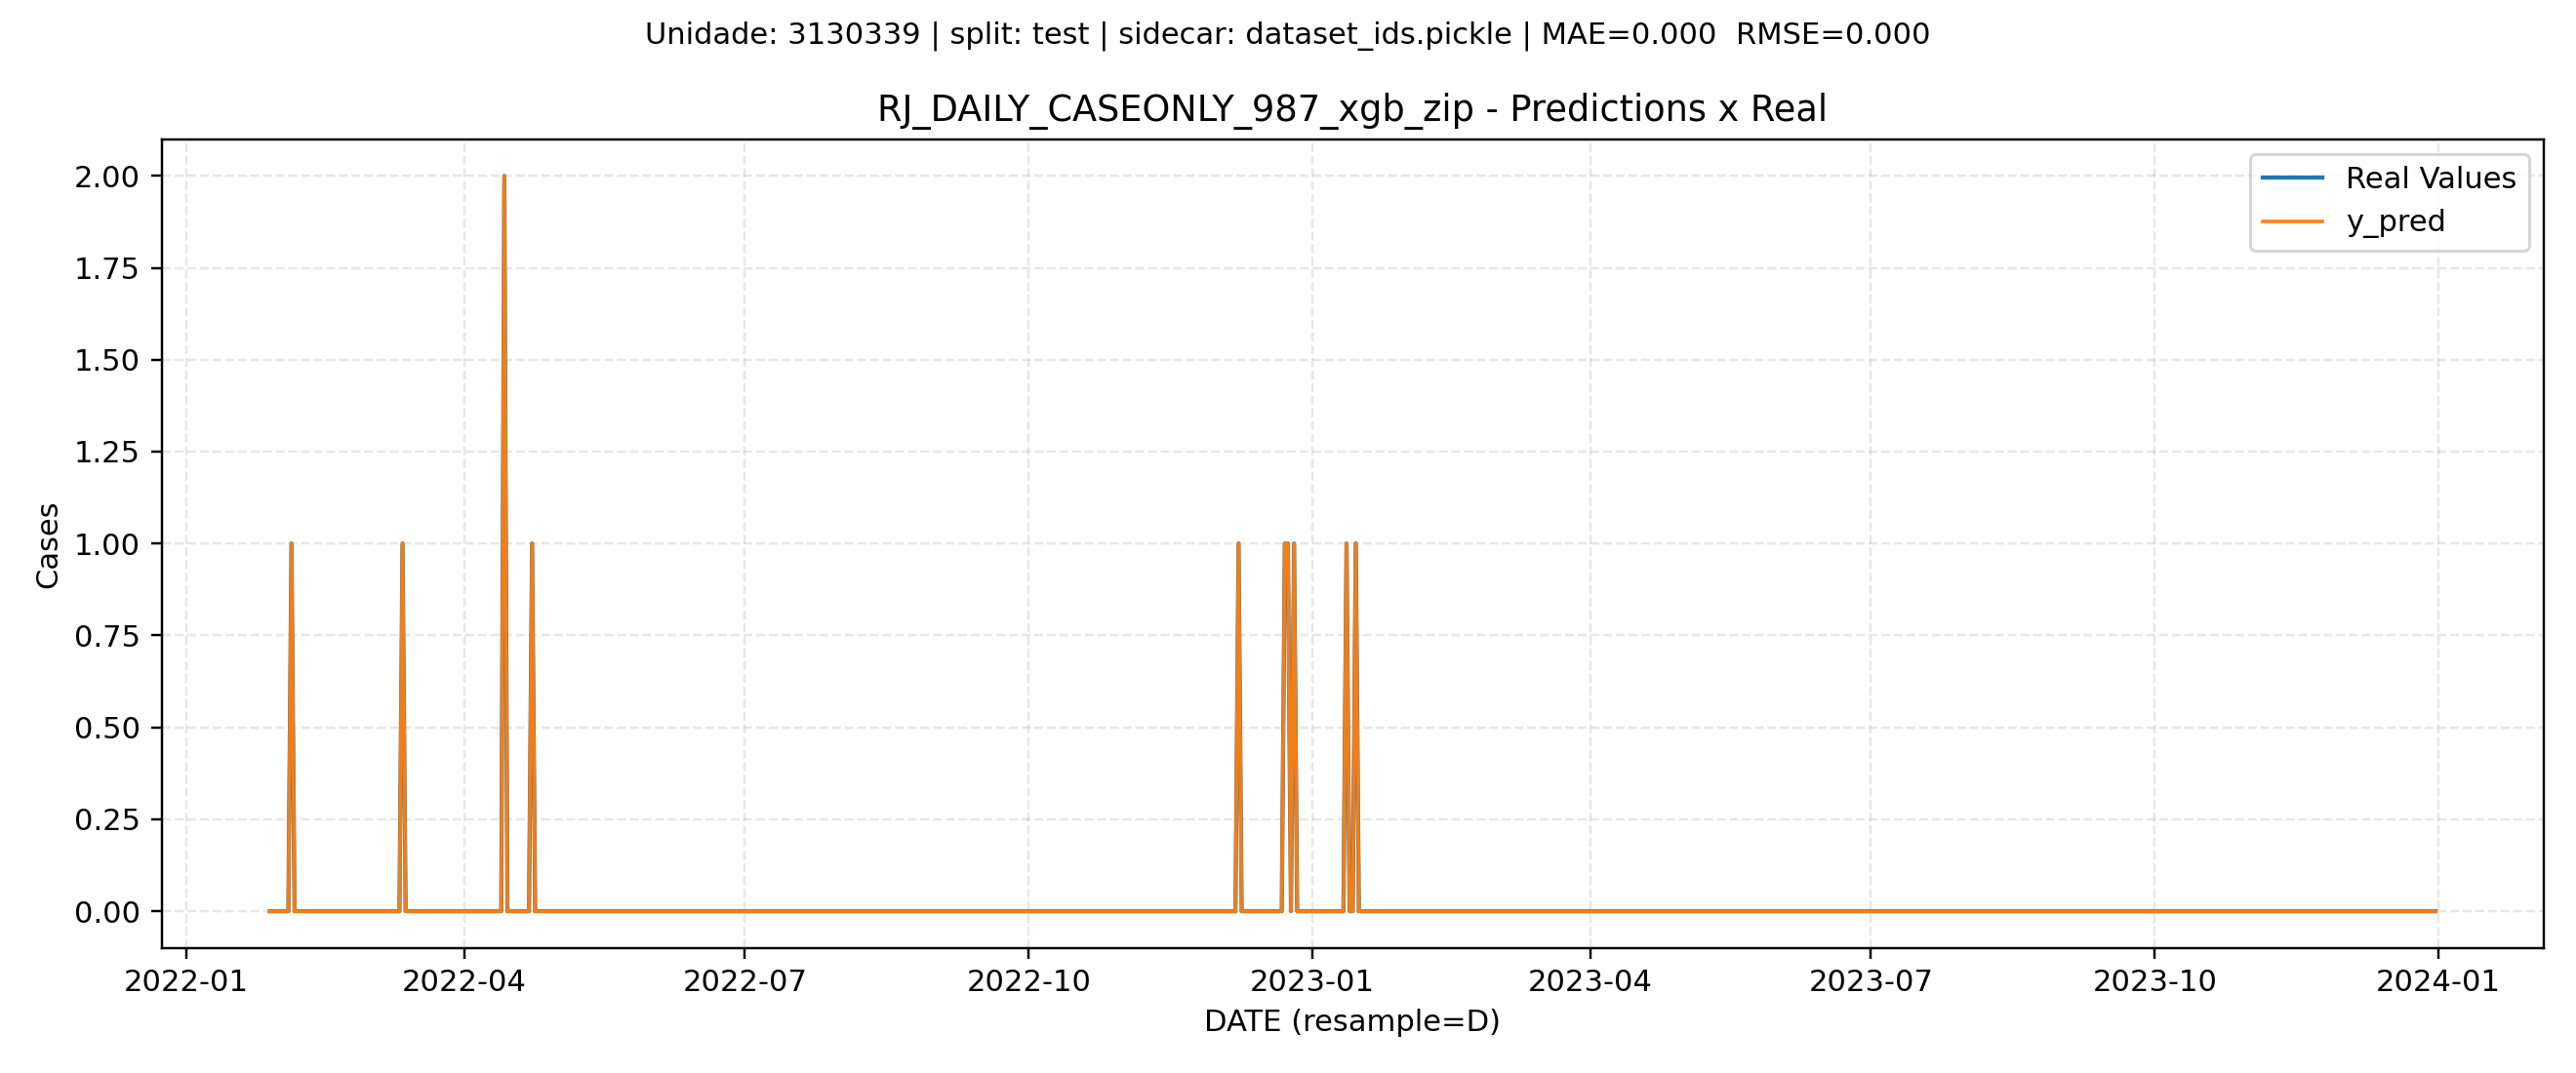 Unidade: 3130339 | split: test | sidecar: dataset_ids.pickle | MAE=0.000  RMSE=0.000
RJ_DAILY_CASEONLY_987_xgb_zip - Predictions x Real
Real Values
y_pred
2.00
1.75
1.50
1.25
1.00
0.75
0.50
0.25
0.00
Cases
2022-01 2022-04 2022-07 2022-10 2023-01 2023-04 2023-07 2023-10 2024-01
DATE (resample=D)